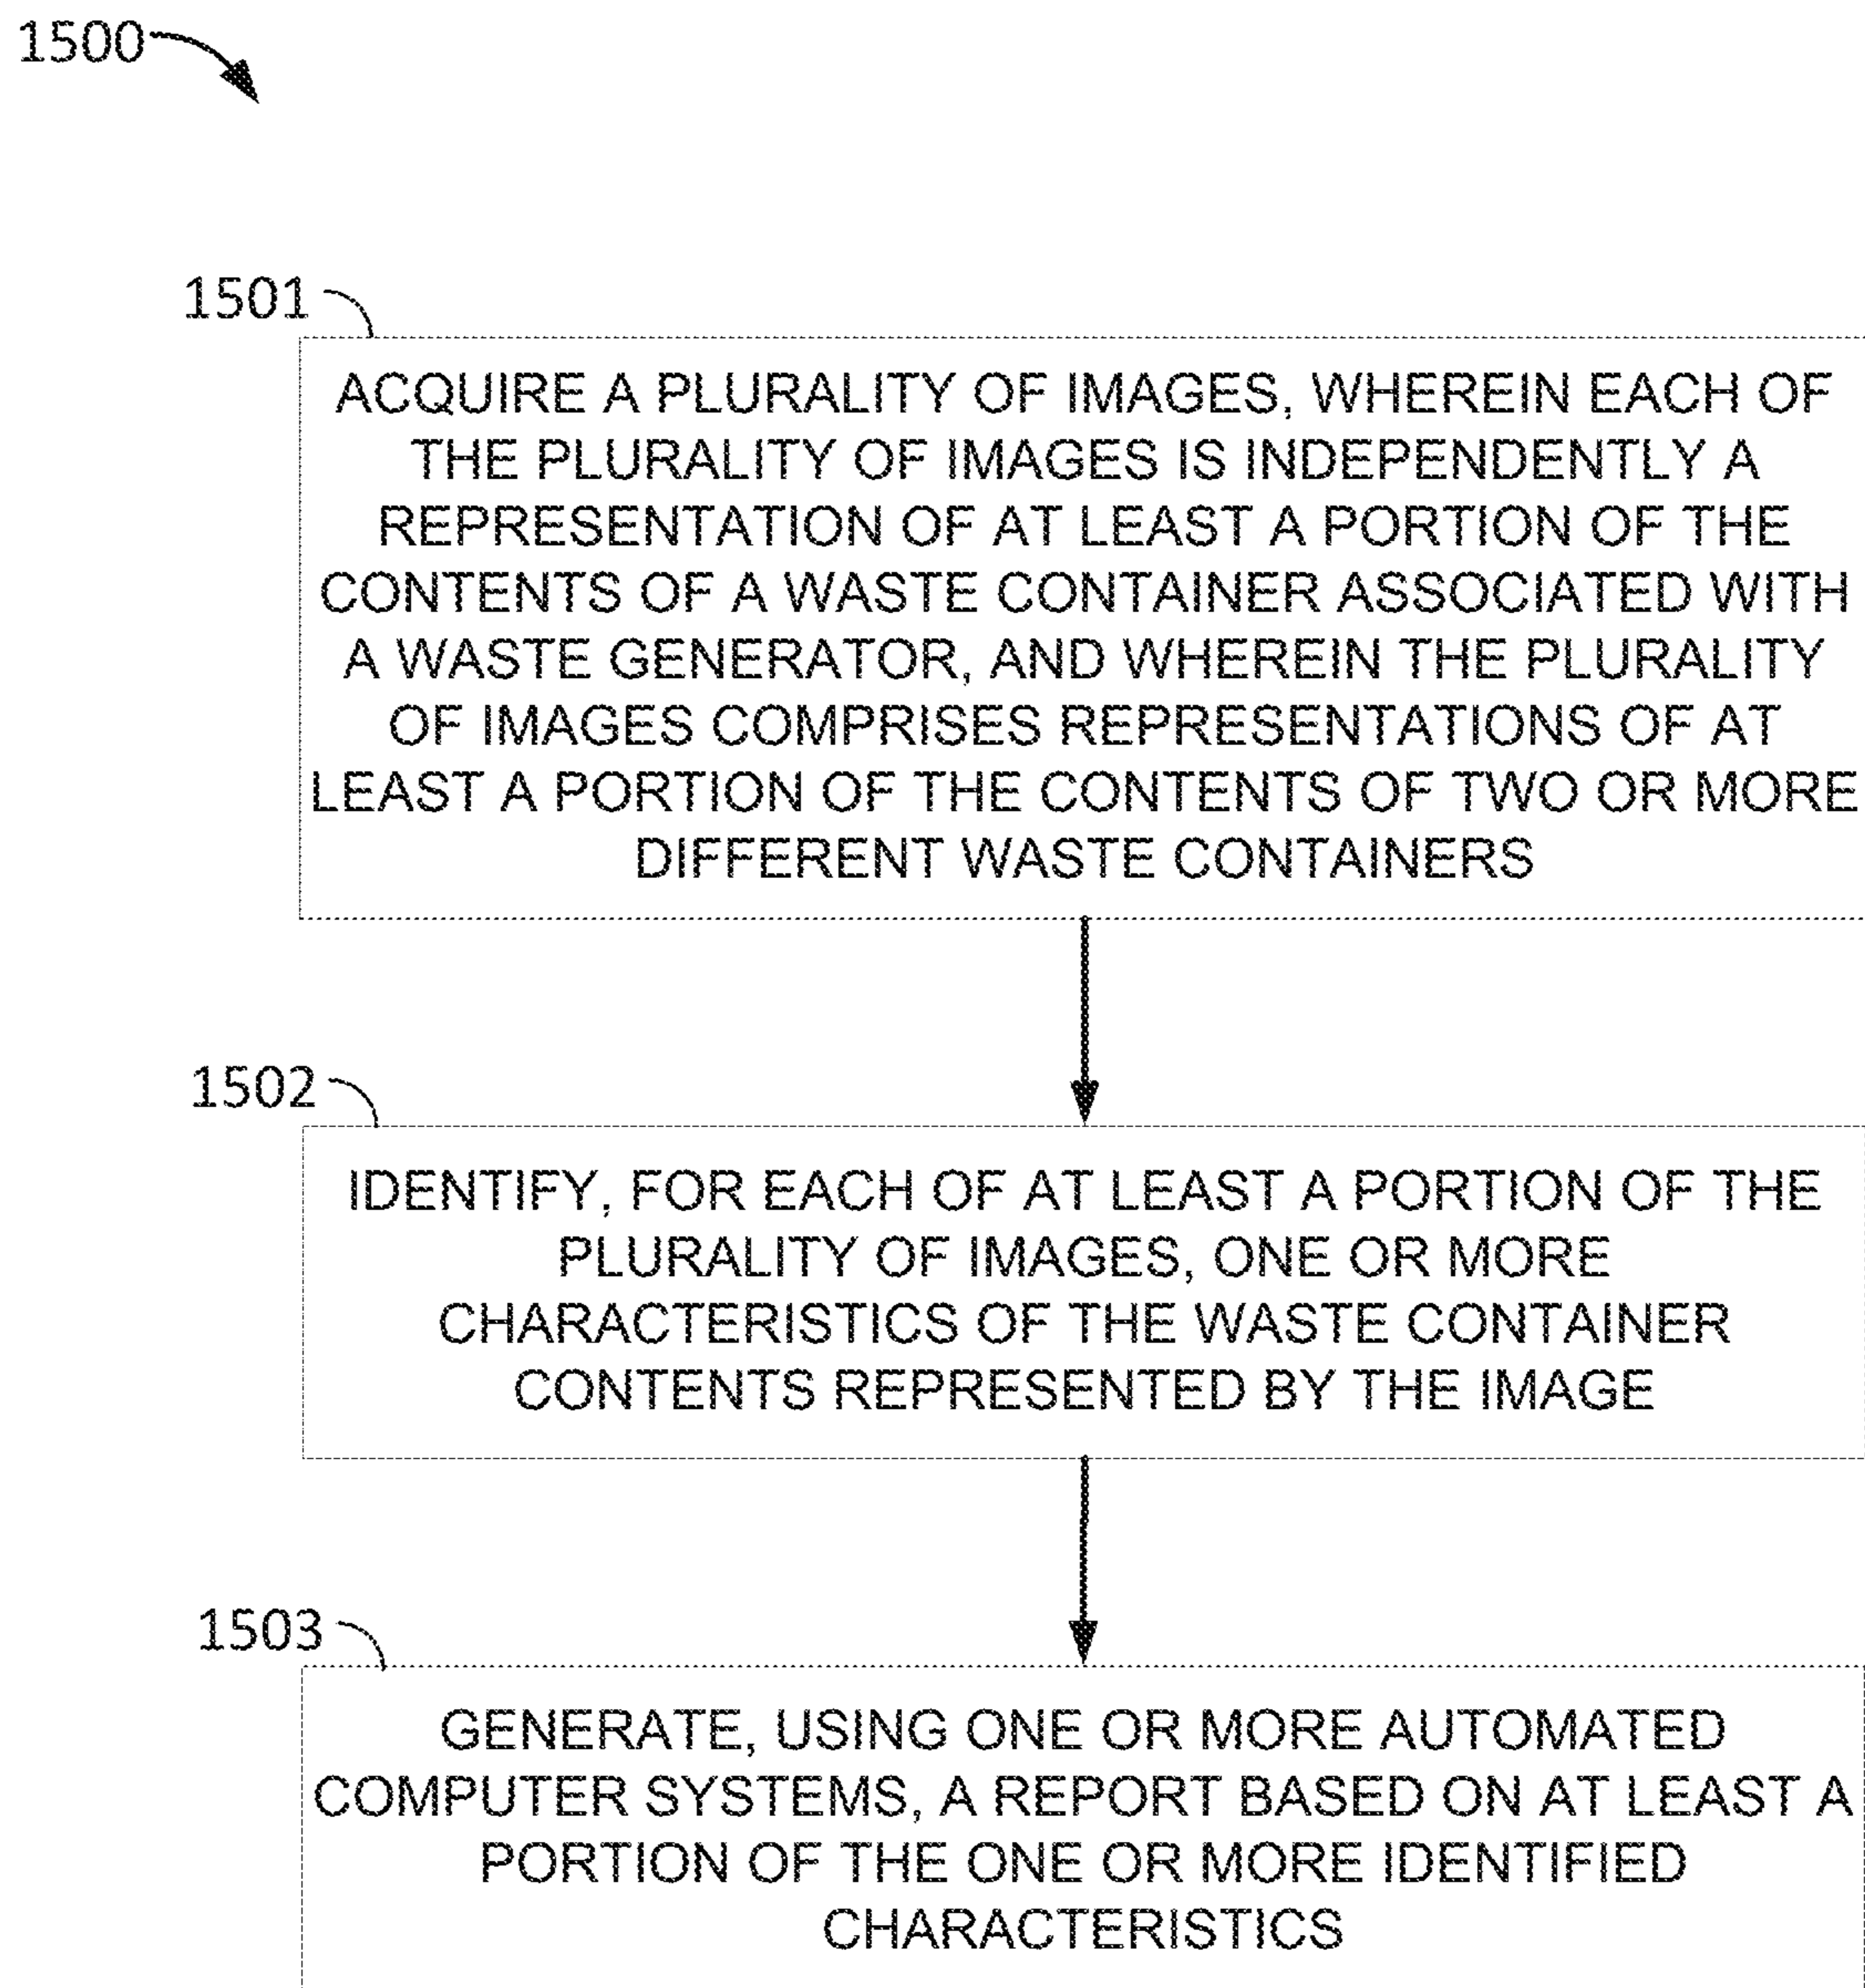 1500
1501
ACQUIRE A PLURALITY OF IMAGES, WHEREIN EACH OF
THE PLURALITY OF IMAGES IS INDEPENDENTLY A
REPRESENTATION OF AT LEAST A PORTION OF THE
CONTENTS OF A WASTE CONTAINER ASSOCIATED WITH
A WASTE GENERATOR, AND WHEREIN THE PLURALITY
OF IMAGES COMPRISES REPRESENTATIONS OF AT
LEAST A PORTION OF THE CONTENTS OF TWO OR MORE
DIFFERENT WASTE CONTAINERS
1502
IDENTIFY, FOR EACH OF AT LEAST A PORTION OF THE
PLURALITY OF IMAGES, ONE OR MORE
CHARACTERISTICS OF THE WASTE CONTAINER
CONTENTS REPRESENTED BY THE IMAGE
1503
GENERATE, USING ONE OR MORE AUTOMATED
COMPUTER SYSTEMS, A REPORT BASED ON AT LEAST A
PORTION OF THE ONE OR MORE IDENTIFIED
CHARACTERISTICS